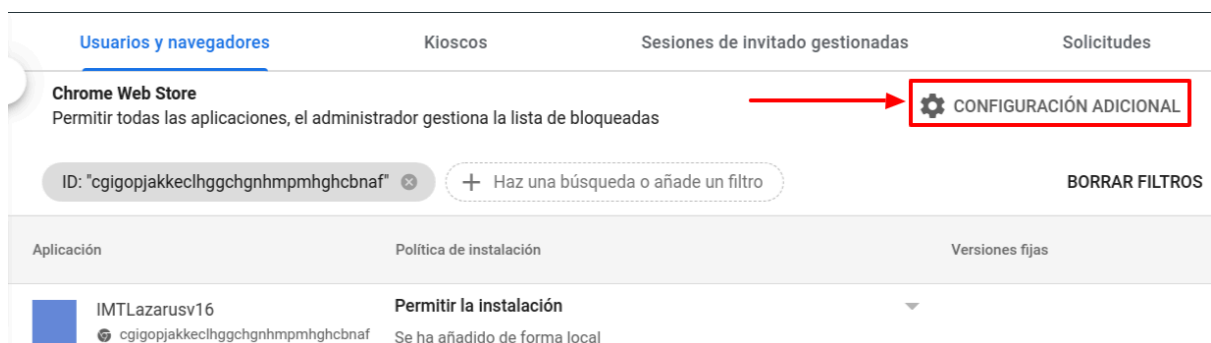 Usuarios y navegadores Kioscos Sesiones de invitado gestionadas Solicitudes
Chrome Web Store
Permitir todas las aplicaciones, el administrador gestiona la lista de bloqueadas
CONFIGURACIÓN ADICIONAL
ID: "cgigopjakkeclhggchgnhmpmhghcbnaf" + Haz una búsqueda o añade un filtro BORRAR FILTROS
Aplicación Política de instalación Versiones fijas
IMTLazarusv16 Permitir la instalación
cgigopjakkeclhggchgnhmpmhghcbnaf Se ha añadido de forma local